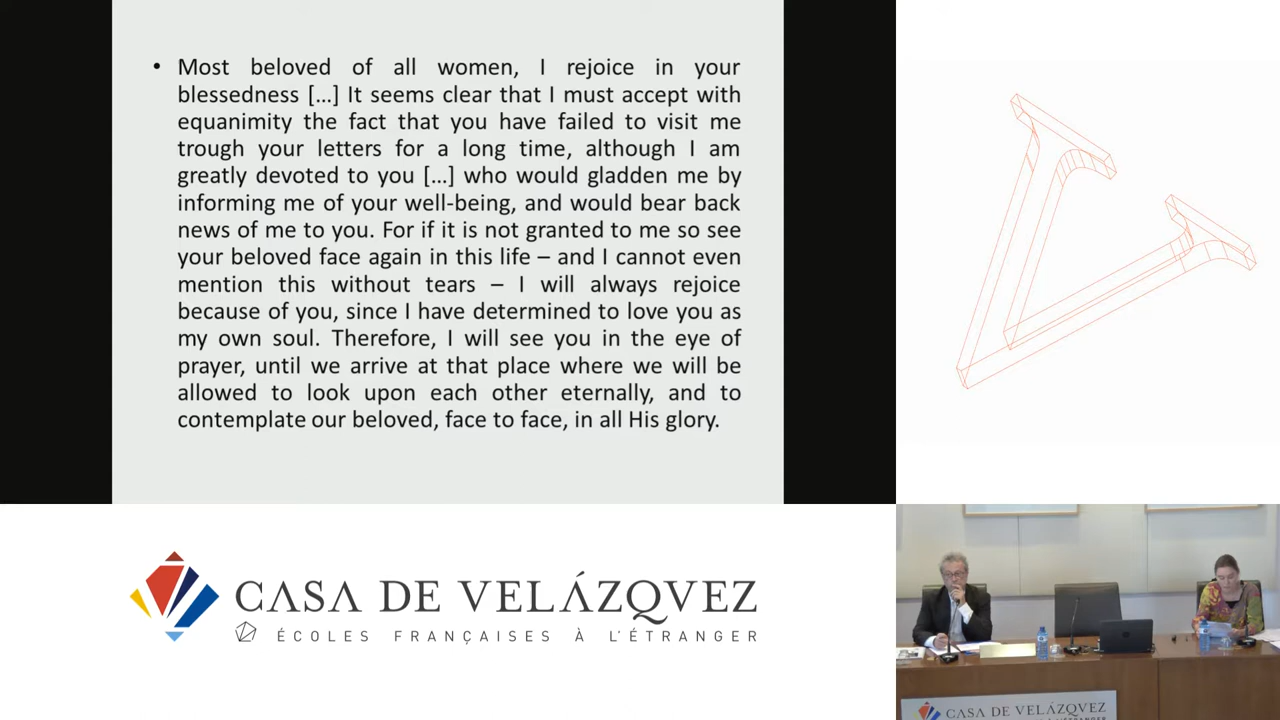 • Most beloved of all women, I rejoice in your
blessedness […] It seems clear that I must accept with
equanimity the fact that you have failed to visit me
trough your letters for a long time, although I am
greatly devoted to you […] who would gladden me by
informing me of your well-being, and would bear back
news of me to you. For if it is not granted to me so see
your beloved face again in this life – and I cannot even
mention this without tears – I will always rejoice
because of you, since I have determined to love you as
my own soul. Therefore, I will see you in the eye of
prayer, until we arrive at that place where we will be
allowed to look upon each other eternally, and to
contemplate our beloved, face to face, in all His glory.
CASA DE VELÁZQVEZ
ÉCOLES FRANÇAISES À L'ÉTRANGER
CASA DE VELÁZQVEZ